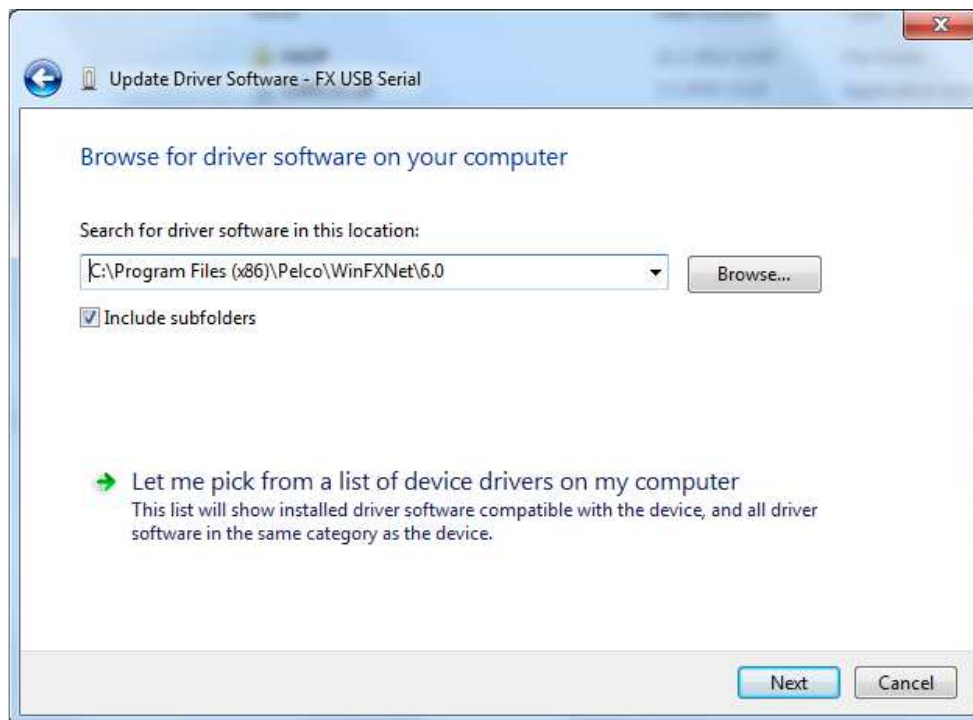 Update Driver Software - FX USB Serial
Browse for driver software on your computer
Search for driver software in this location:
C:\Program Files (x86)\Pelco\WinFXNet\6.0
Browse...
Include subfolders
Let me pick from a list of device drivers on my computer
This list will show installed driver software compatible with the device, and all driver
software in the same category as the device.
Next
Cancel